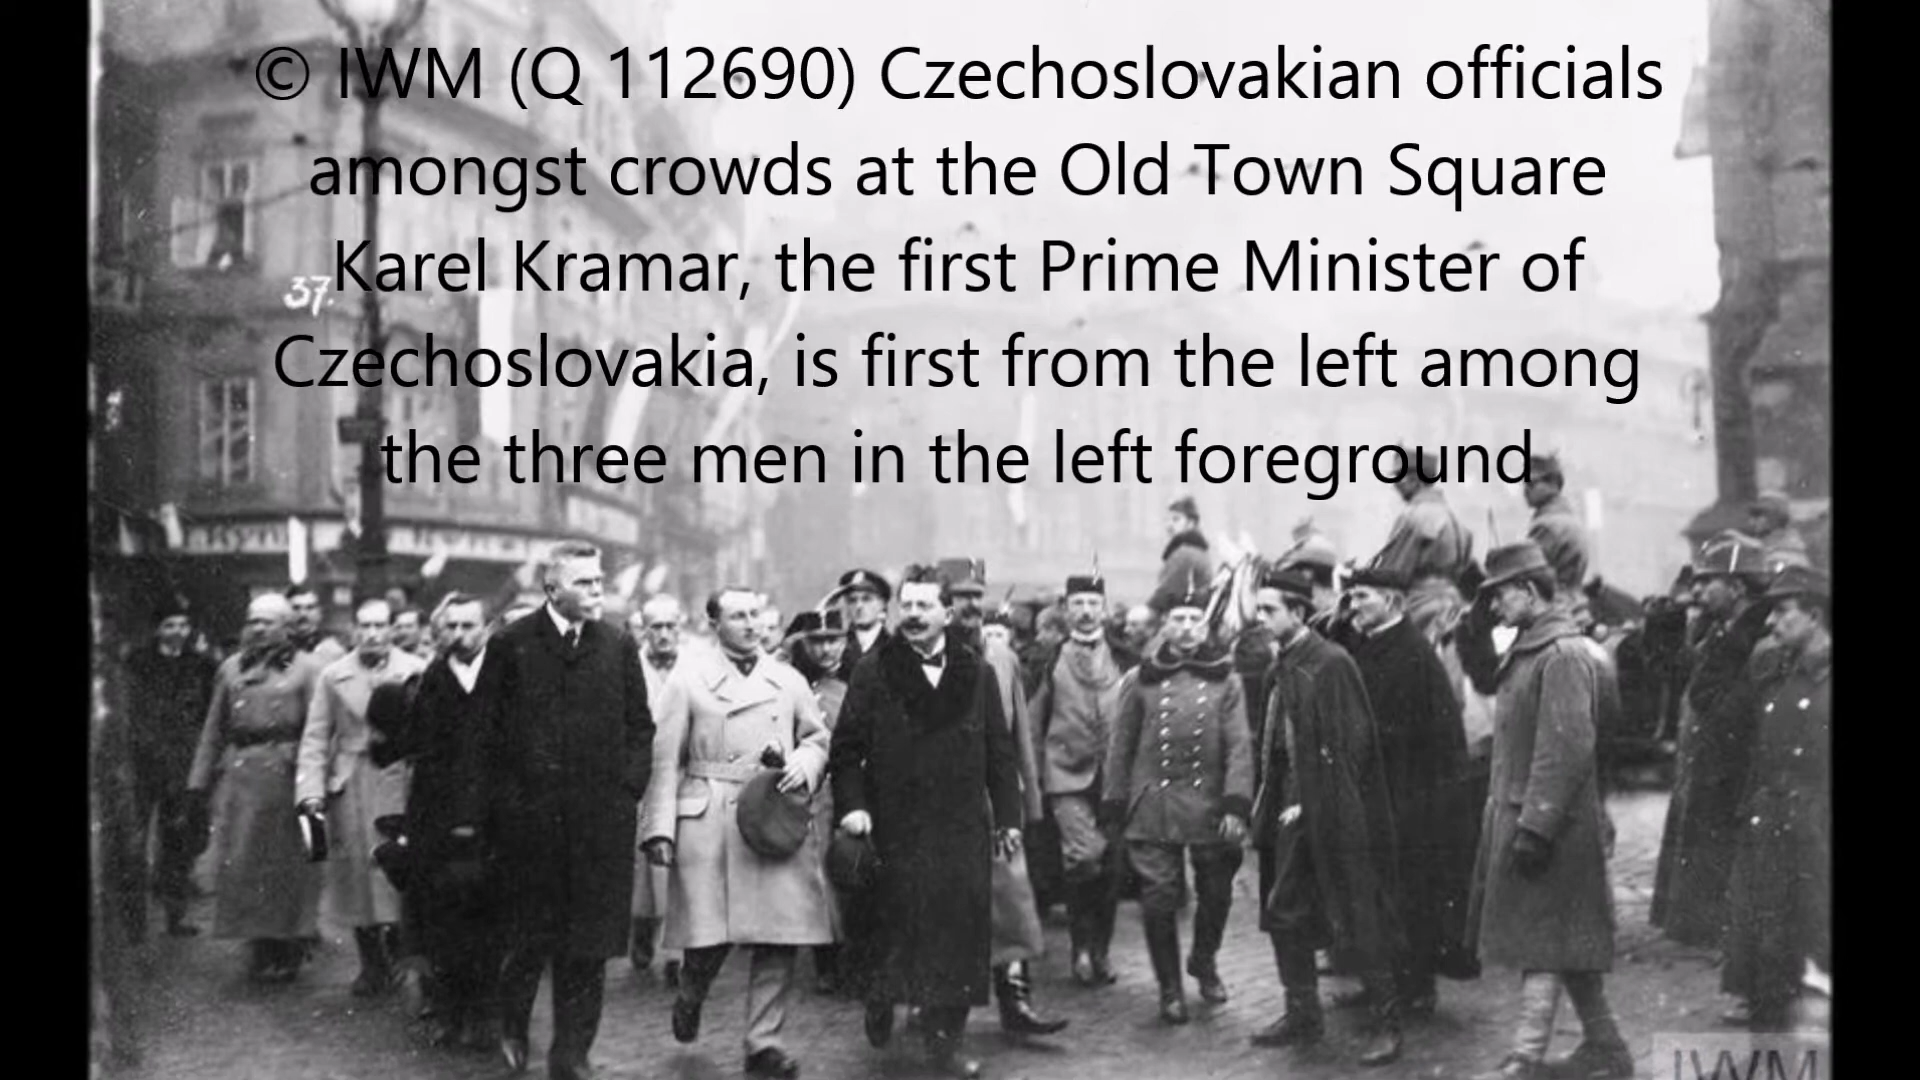 © IWM (Q 112690) Czechoslovakian officials
amongst crowds at the Old Town Square
Karel Kramar, the first Prime Minister of
Czechoslovakia, is first from the left among
the three men in the left foreground
37.
IWM